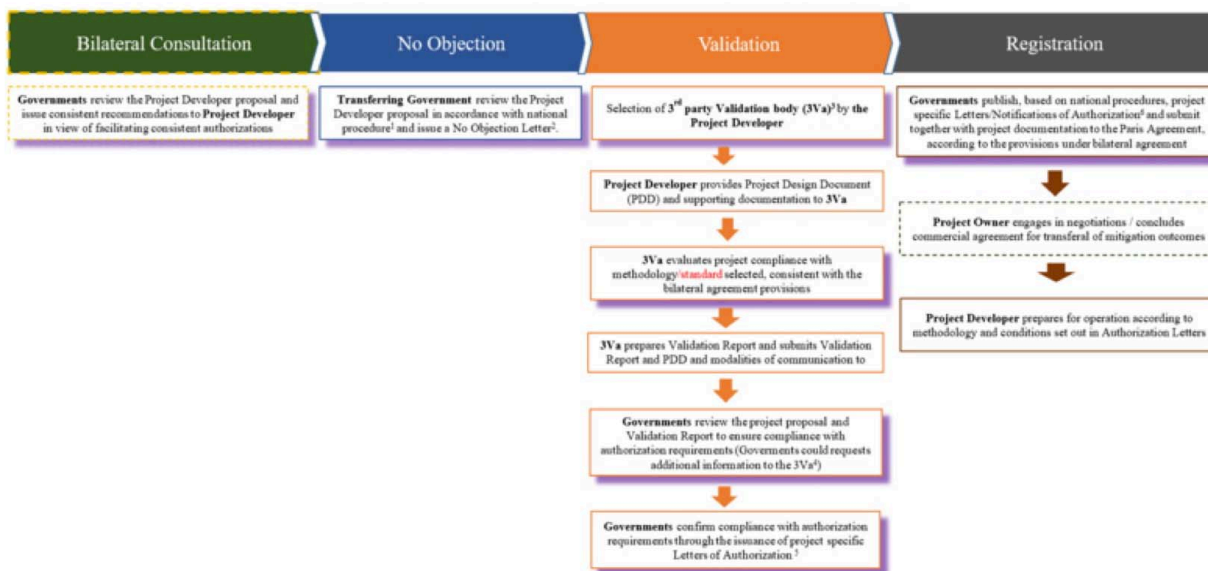 Bilateral Consultation
No Objection
Validation
Registration
Governments review the Project Developer proposal and
issue consistent recommendations to Project Developer
in view of facilitating consistent authorizations
Transferring Government review the Project
Developer proposal in accordance with national
procedure¹ and issue a No Objection Letter².
Selection of 3rd party Validation body (3Va)³ by the
Project Developer
Project Developer provides Project Design Document
(PDD) and supporting documentation to 3Va
3Va evaluates project compliance with
methodology/standard selected, consistent with the
bilateral agreement provisions
3Va prepares Validation Report and submits Validation
Report and PDD and modalities of communication to
Governments review the project proposal and
Validation Report to ensure compliance with
authorization requirements (Goverments could requests
additional information to the 3Va⁴)
Governments confirm compliance with authorization
requirements through the issuance of project specific
Letters of Authorization ⁵
Governments publish, based on national procedures, project
specific Letters/Notifications of Authorization⁶ and submit
together with project documentation to the Paris Agreement,
according to the provisions under bilateral agreement
Project Owner engages in negotiations / concludes
commercial agreement for transferal of mitigation outcomes
Project Developer prepares for operation according to
methodology and conditions set out in Authorization Letters